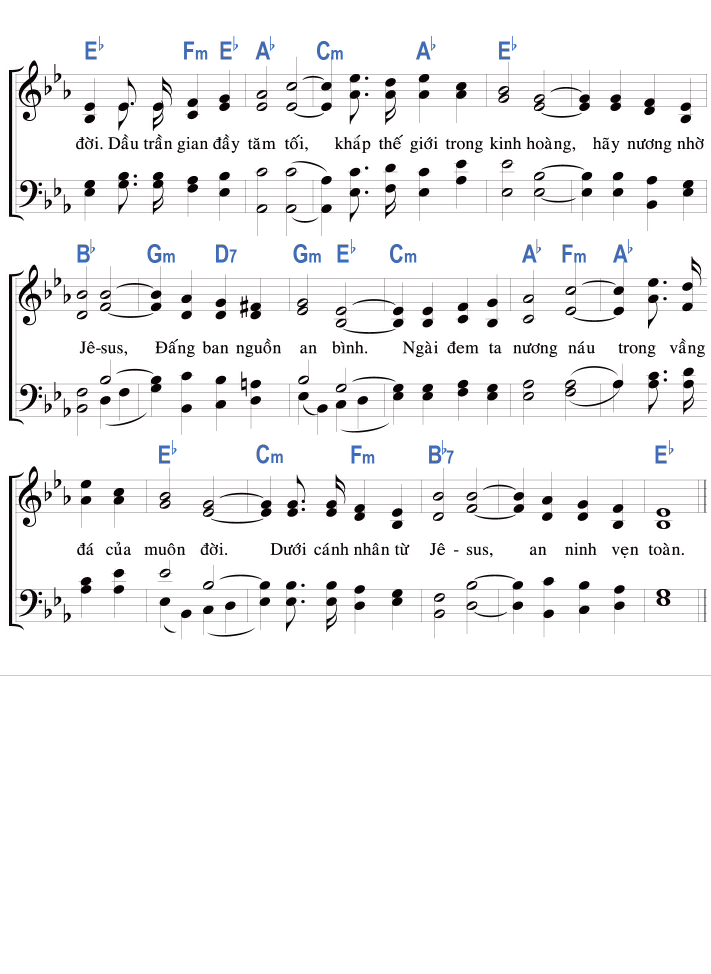 E♭ Fm E♭ A♭ Cm A♭ E♭
đời. Dầu trần gian đầy tăm tối, khắp thế giới trong kinh hoàng, hãy nương nhờ
B♭ Gm D7 Gm E♭ Cm A♭ Fm A♭
Jê-sus, Đấng ban nguồn an bình. Ngài đem ta nương náu trong vầng
E♭ Cm Fm B♭7 E♭
đá của muôn đời. Dưới cánh nhân từ Jê - sus, an ninh vẹn toàn.